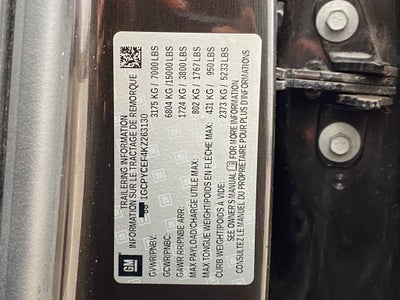 TRAILERING INFORMATION
INFORMATION SUR LE TRACTAGE DE REMORQUE
1GCPYCEF4KZ263130
GM
GVWR/PNBV: 3175 KG / 7000 LBS
GCWR/PNBC: 6804 KG / 15000 LBS
GAWR RR/PNBE ARR: 1724 KG / 3800 LBS
MAX PAYLOAD/CHARGE UTILE MAX: 802 KG / 1767 LBS
MAX TONGUE WEIGHT/POIDS EN FLECHE MAX: 431 KG / 950 LBS
CURB WEIGHT/POIDS À VIDE: 2373 KG / 5233 LBS
SEE OWNER'S MANUAL FOR MORE INFORMATION
CONSULTEZ LE MANUEL DU PROPRIETAIRE POUR PLUS D'INFORMATIONS